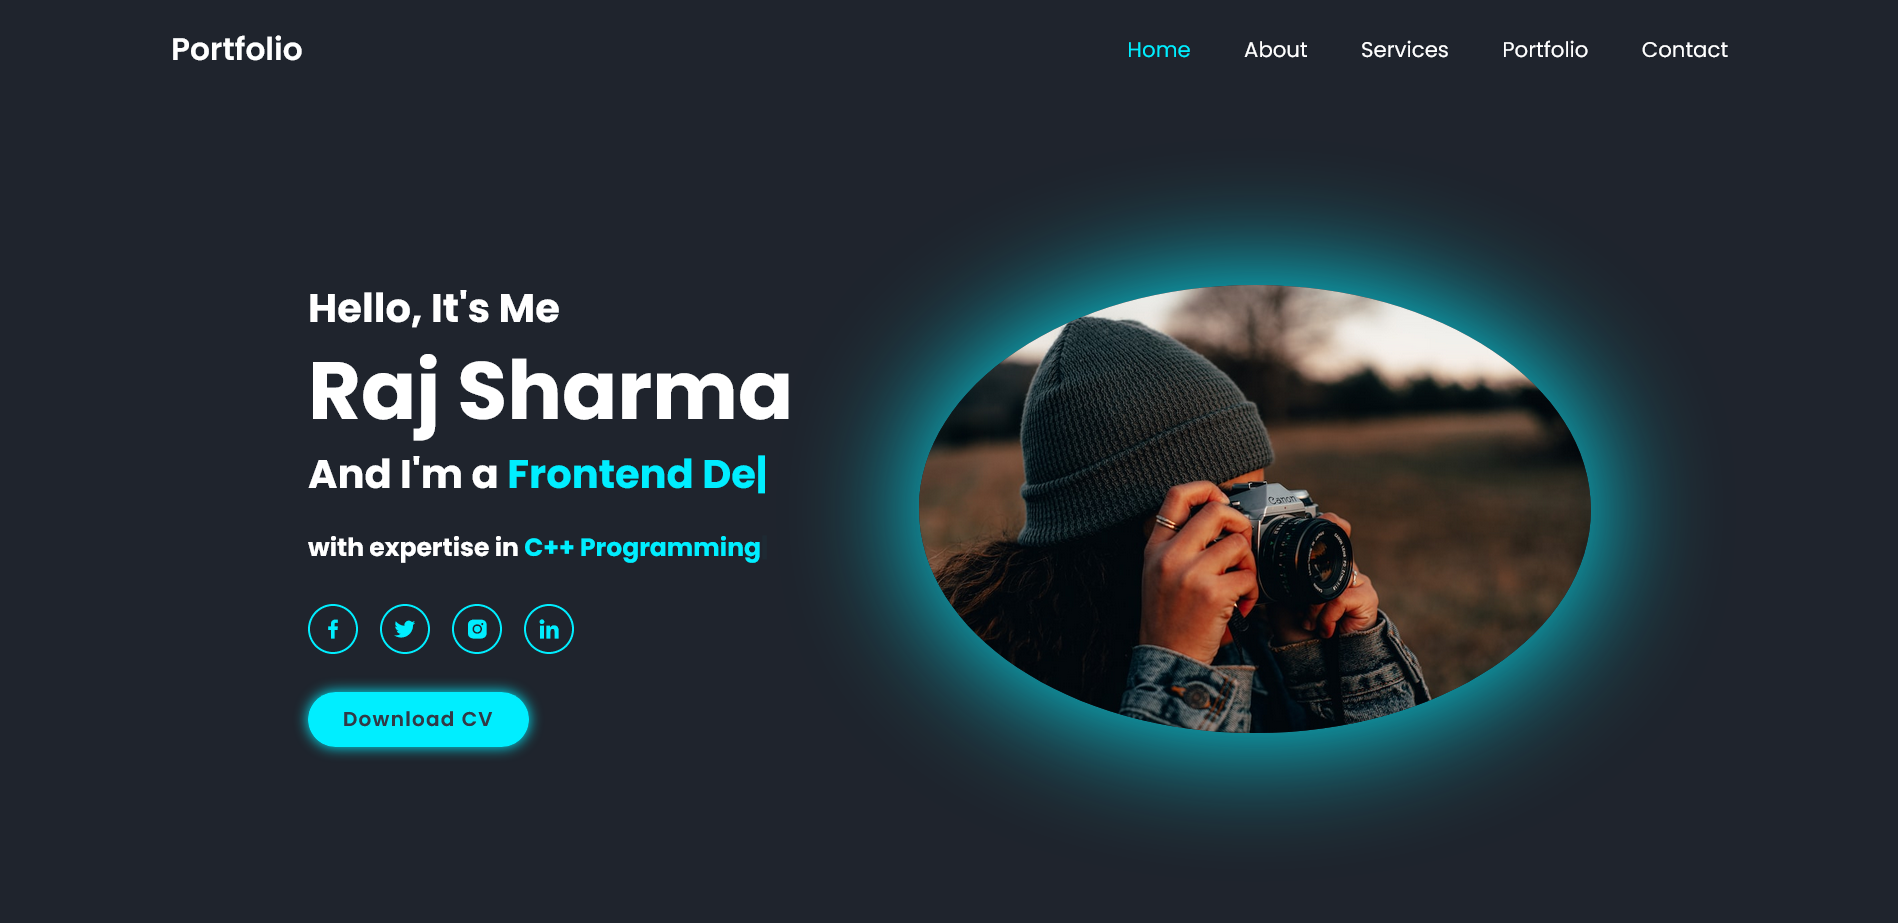 Portfolio
Home About Services Portfolio Contact
Hello, It's Me
Raj Sharma
And I'm a Frontend De|
with expertise in C++ Programming
Download CV
Canon